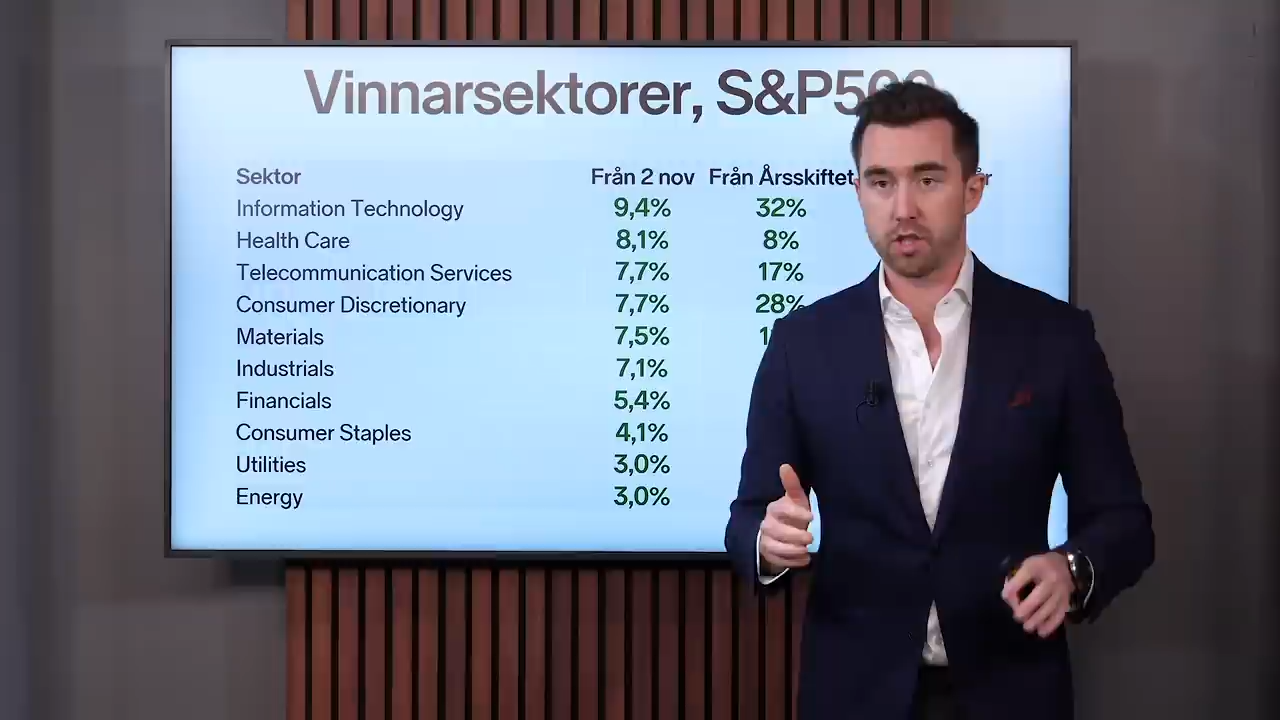 Vinnarsektorer, S&P500
Sektor Från 2 nov Från Årsskiftet
Information Technology 9,4% 32%
Health Care 8,1% 8%
Telecommunication Services 7,7% 17%
Consumer Discretionary 7,7% 28%
Materials 7,5%
Industrials 7,1%
Financials 5,4%
Consumer Staples 4,1%
Utilities 3,0%
Energy 3,0%